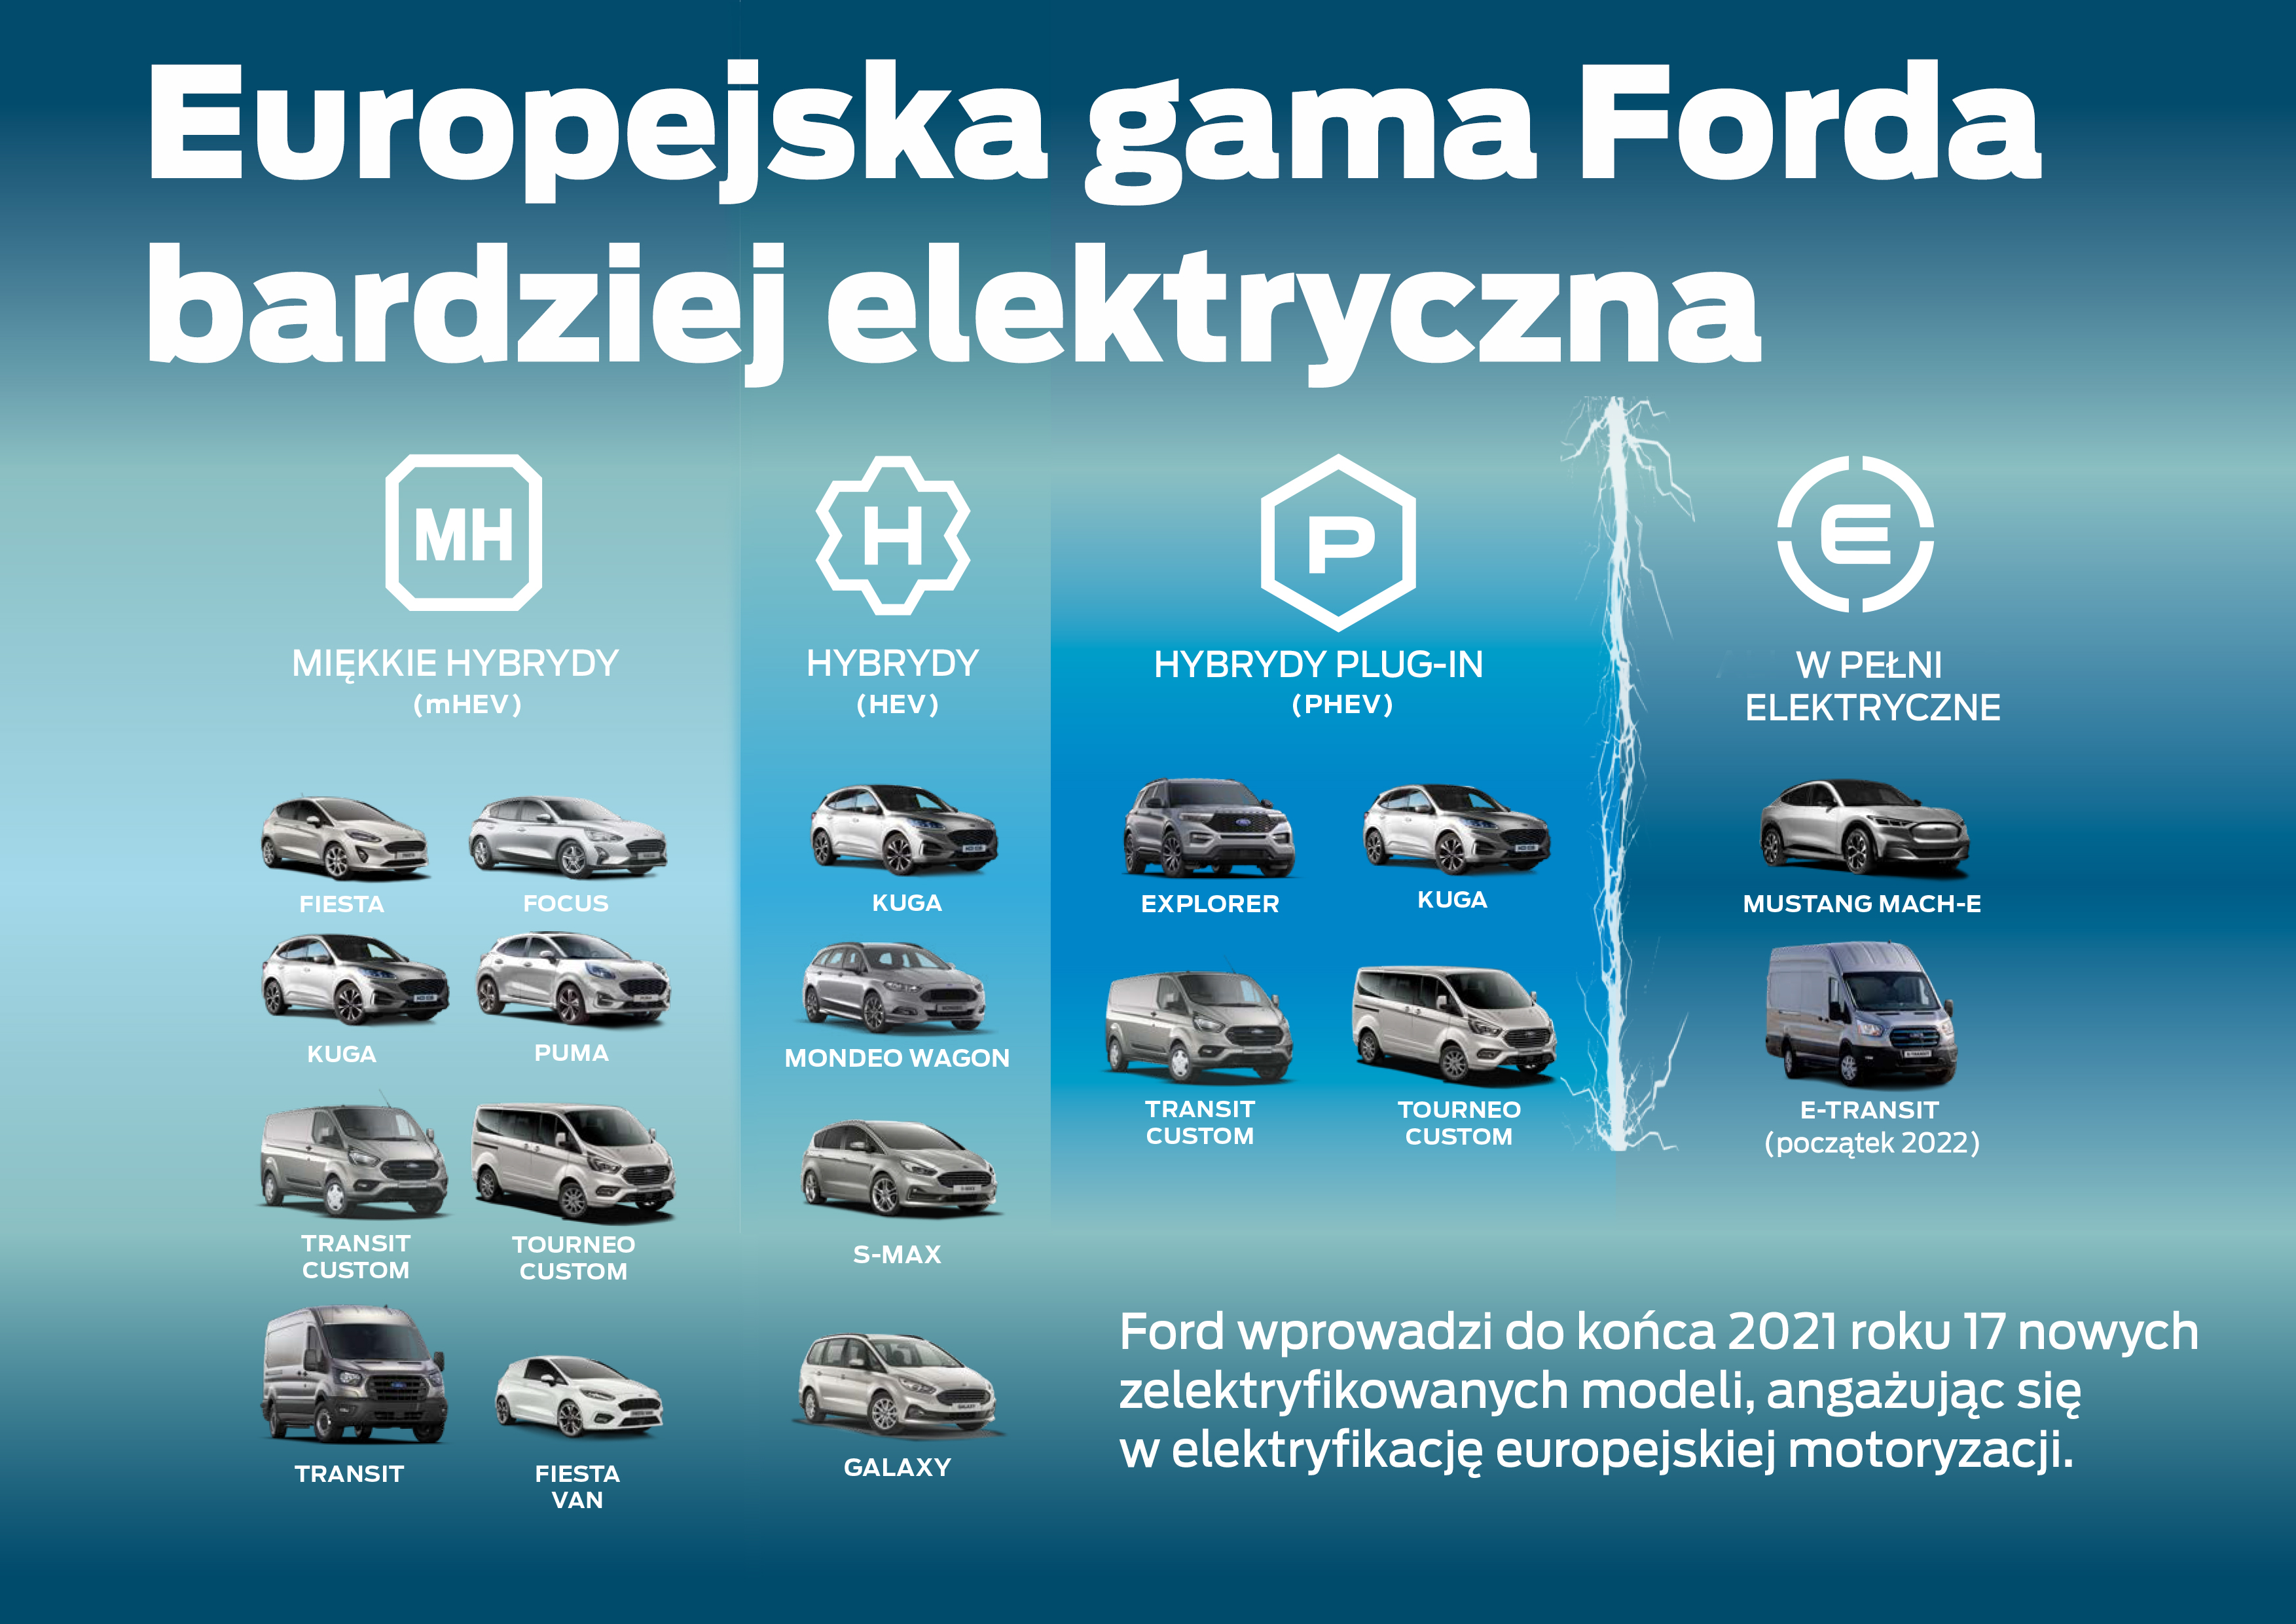 Europejska gama Forda
bardziej elektryczna
MH
MIĘKKIE HYBRYDY
(mHEV)
FIESTA
FOCUS
KUGA
PUMA
TRANSIT
CUSTOM
TOURNEO
CUSTOM
TRANSIT
FIESTA
VAN
H
HYBRYDY
(HEV)
KUGA
MONDEO WAGON
S-MAX
GALAXY
P
HYBRYDY PLUG-IN
(PHEV)
EXPLORER
KUGA
TRANSIT
CUSTOM
TOURNEO
CUSTOM
E
W PEŁNI
ELEKTRYCZNE
MUSTANG MACH-E
E-TRANSIT
(początek 2022)
Ford wprowadzi do końca 2021 roku 17 nowych
zelektryfikowanych modeli, angażując się
w elektryfikację europejskiej motoryzacji.